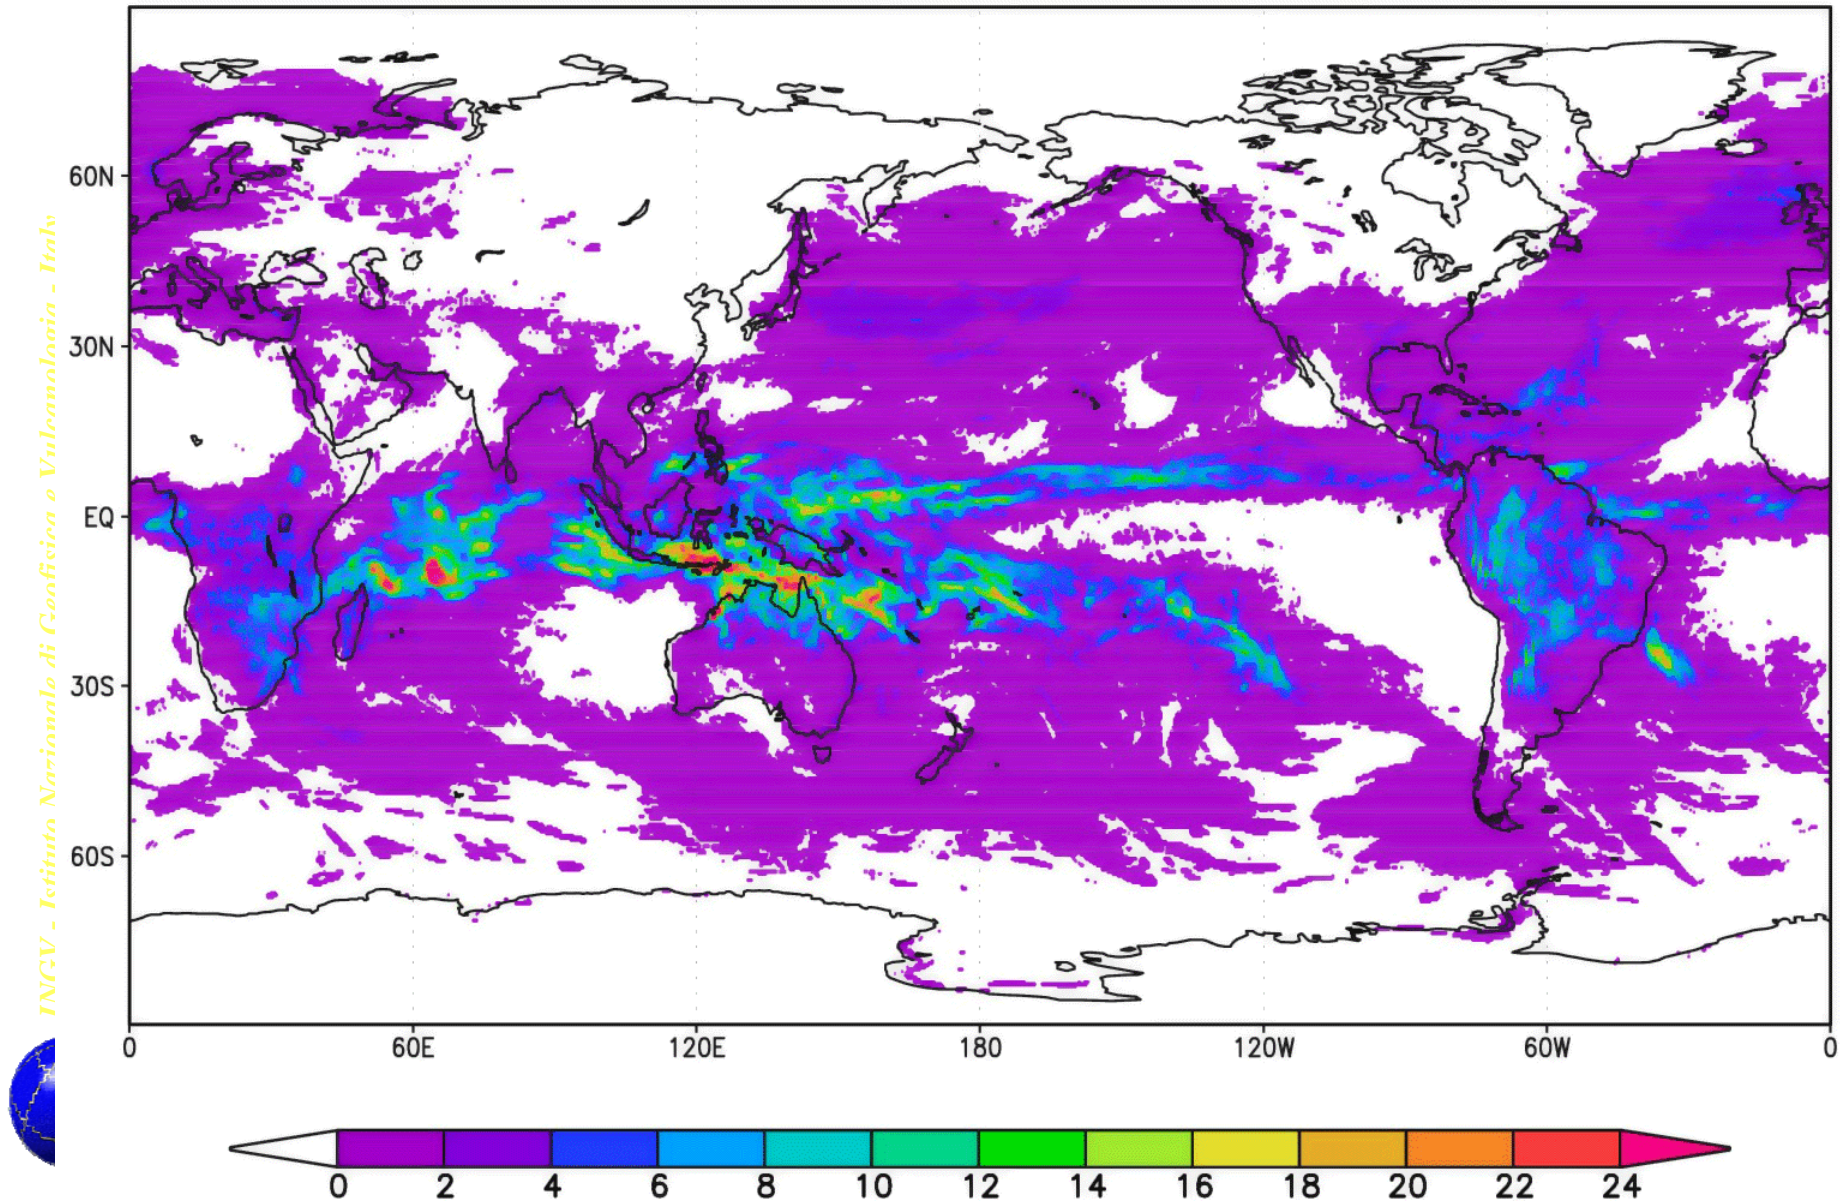 INGV - Istituto Nazionale di Geofisica e Vulcanologia - Italy
60N
30N
EQ
30S
60S
0 60E 120E 180 120W 60W 0
0 2 4 6 8 10 12 14 16 18 20 22 24